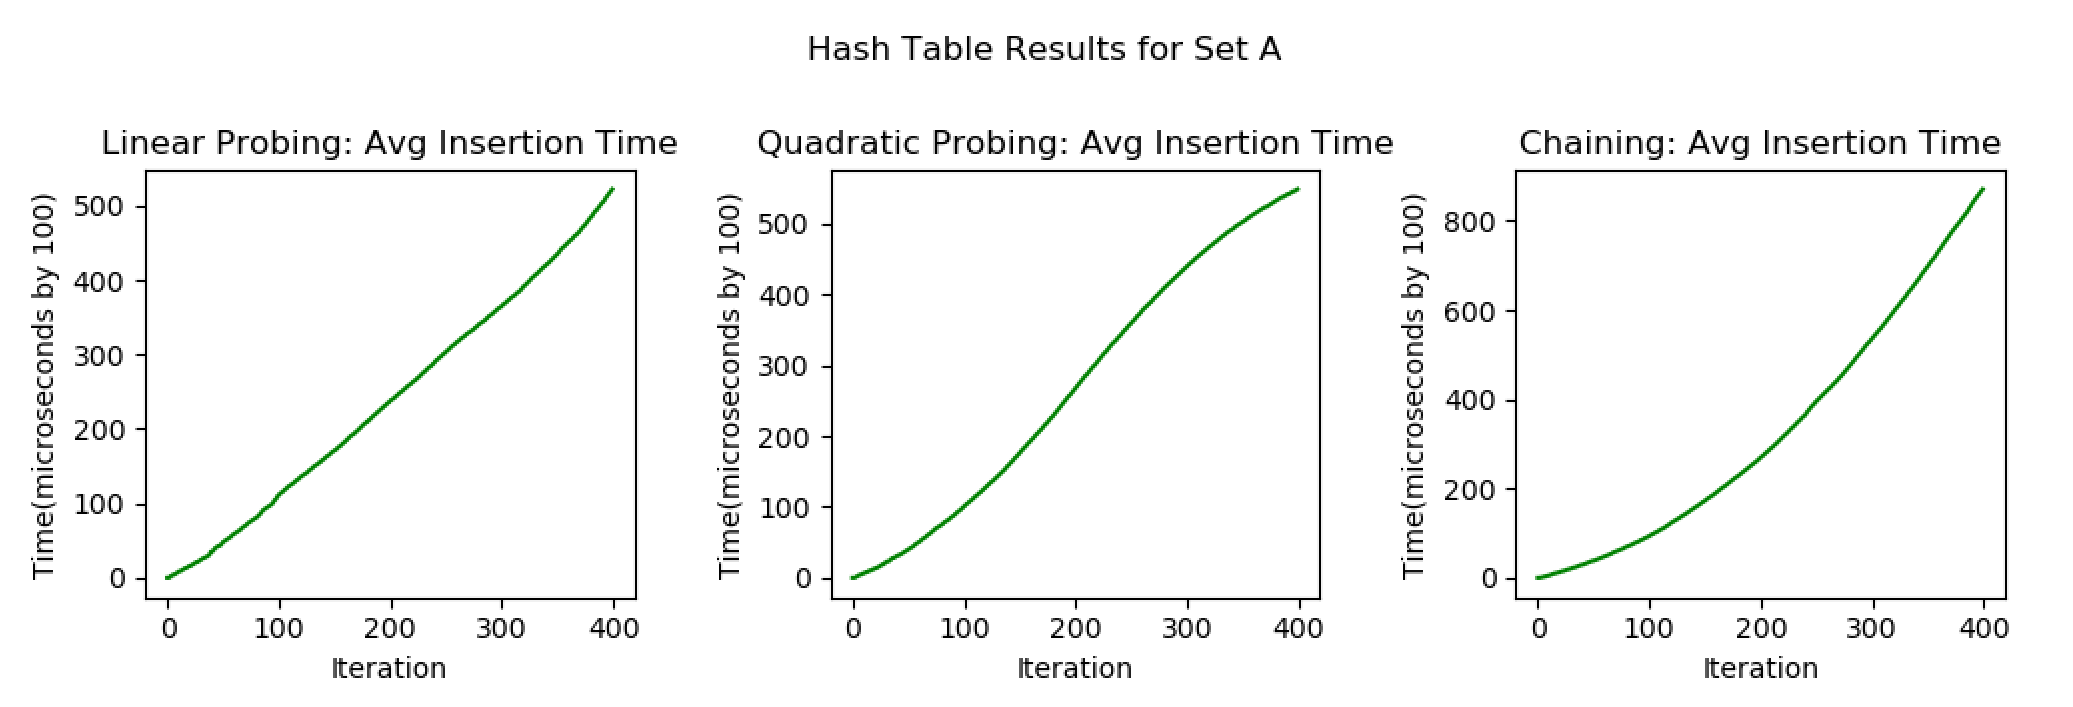 Hash Table Results for Set A
Linear Probing: Avg Insertion Time
Time(microseconds by 100)
500
400
300
200
100
0
0 100 200 300 400
Iteration
Quadratic Probing: Avg Insertion Time
Time(microseconds by 100)
500
400
300
200
100
0
0 100 200 300 400
Iteration
Chaining: Avg Insertion Time
Time(microseconds by 100)
800
600
400
200
0
0 100 200 300 400
Iteration